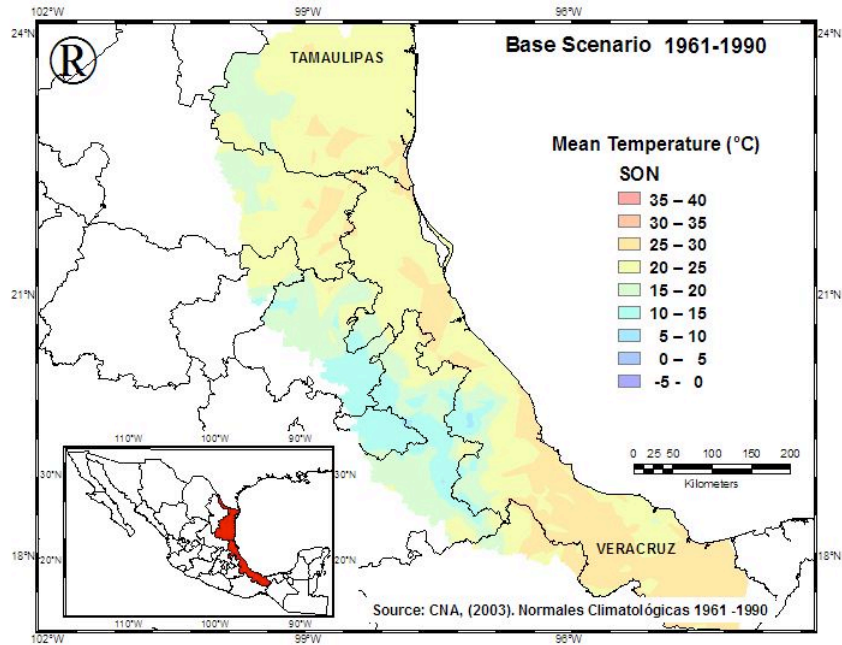 102°W 99°W 96°W
24°N 24°N
®
TAMAULIPAS
Base Scenario 1961-1990
Mean Temperature (°C)
SON
35 – 40
30 – 35
25 – 30
20 – 25
15 – 20
10 – 15
5 – 10
0 – 5
-5 - 0
21°N 21°N
0 25 50 100 150 200
Kilometers
110°W 100°W 90°W
30°N 30°N
20°N 20°N
110°W 100°W 90°W
VERACRUZ
18°N 18°N
Source: CNA, (2003). Normales Climatológicas 1961 -1990
102°W 99°W 96°W